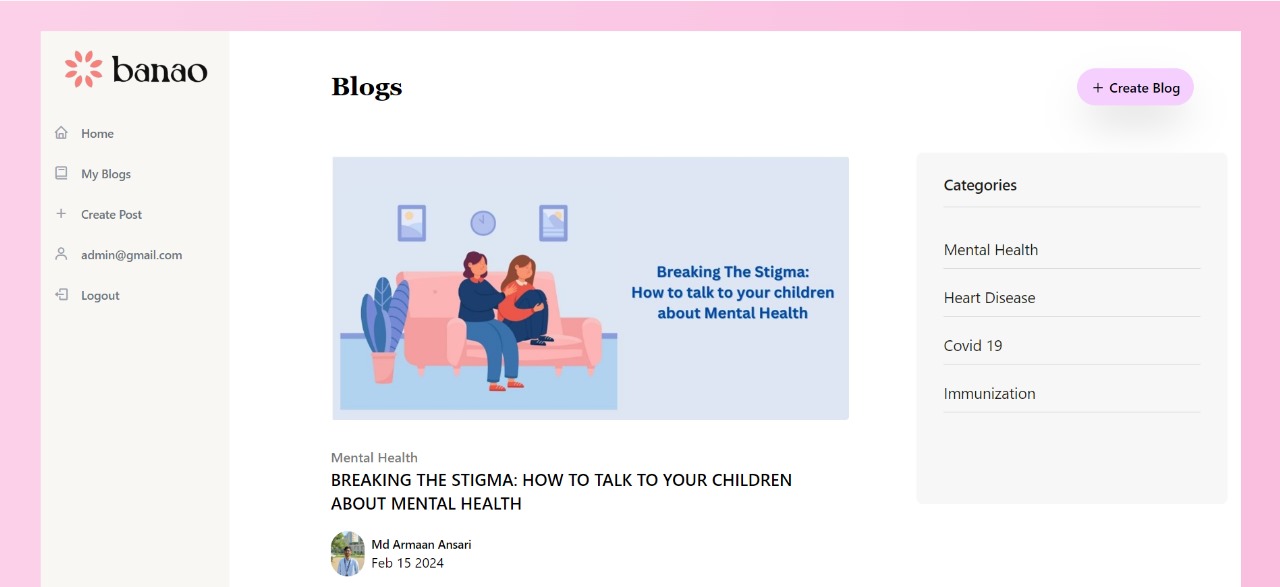 banao
Home
My Blogs
Create Post
admin@gmail.com
Logout
Blogs
+ Create Blog
Breaking The Stigma:
How to talk to your children
about Mental Health
Mental Health
BREAKING THE STIGMA: HOW TO TALK TO YOUR CHILDREN
ABOUT MENTAL HEALTH
Md Armaan Ansari
Feb 15 2024
Categories
Mental Health
Heart Disease
Covid 19
Immunization